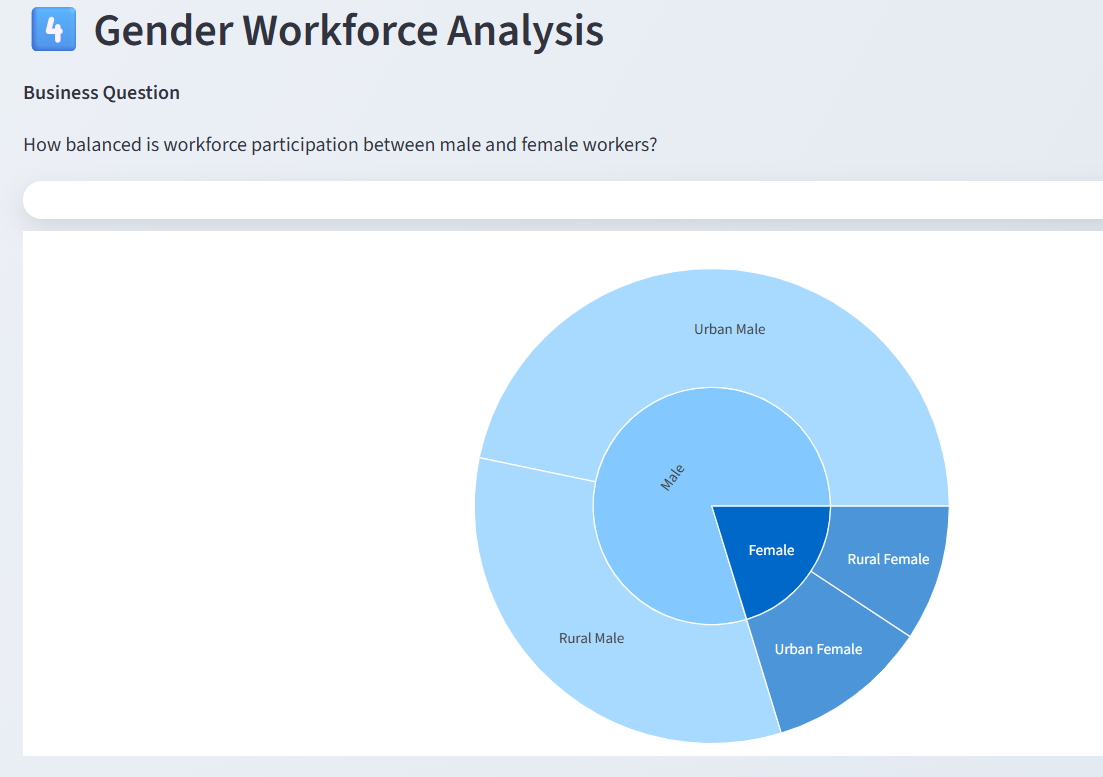 4 Gender Workforce Analysis
Business Question
How balanced is workforce participation between male and female workers?
Urban Male
Male
Female
Rural Female
Rural Male
Urban Female